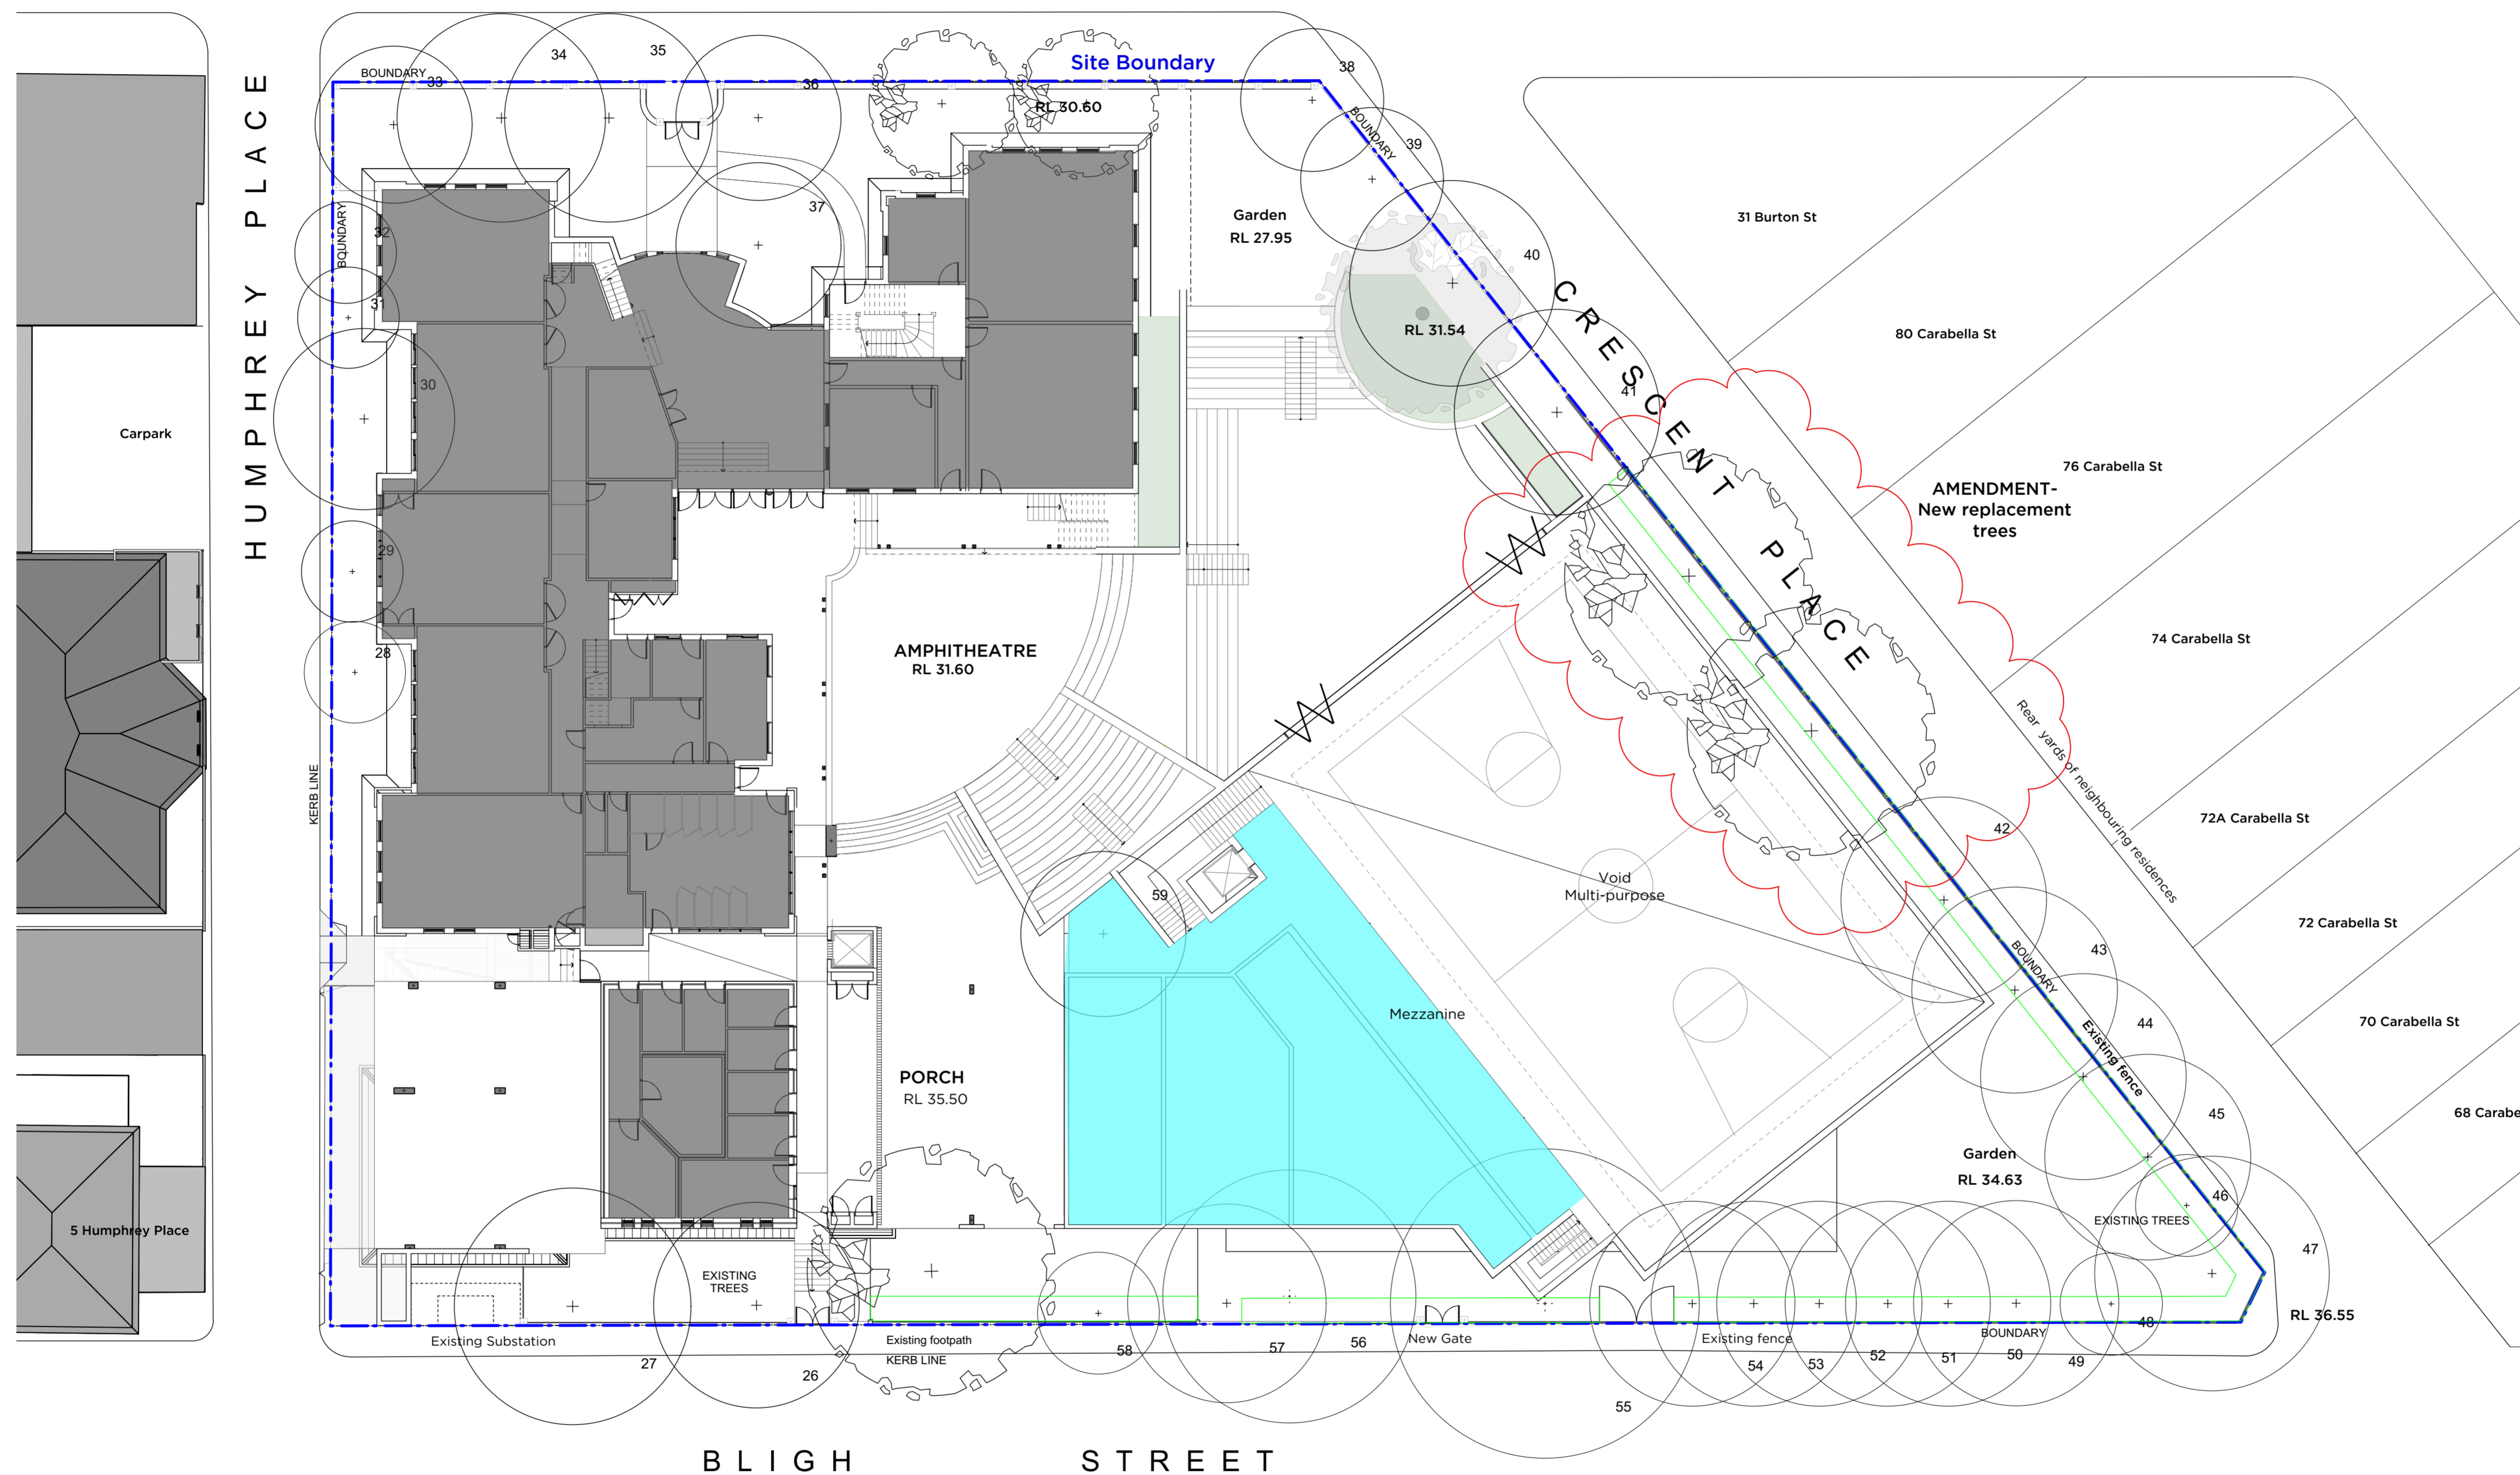 Site Boundary
BOUNDARY
33
34
35
36
RL 30.60
38
BOUNDARY
39
37
Garden
RL 27.95
31 Burton St
40
32
BOUNDARY
31
RL 31.54
80 Carabella St
30
41
HUMPHREY PLACE
Carpark
CRESCENT PLACE
76 Carabella St
AMENDMENT-
New replacement
trees
29
28
AMPHITHEATRE
RL 31.60
74 Carabella St
Rear yards of neighbouring residences
KERB LINE
72A Carabella St
42
59
Void
Multi-purpose
72 Carabella St
43
BOUNDARY
Mezzanine
70 Carabella St
44
Existing fence
PORCH
RL 35.50
45
68 Carabe
Garden
RL 34.63
46
EXISTING TREES
5 Humphrey Place
47
EXISTING
TREES
RL 36.55
48
Existing Substation
Existing footpath
KERB LINE
New Gate
Existing fence
BOUNDARY
27
26
58
57
56
55
54
53
52
51
50
49
BLIGH STREET